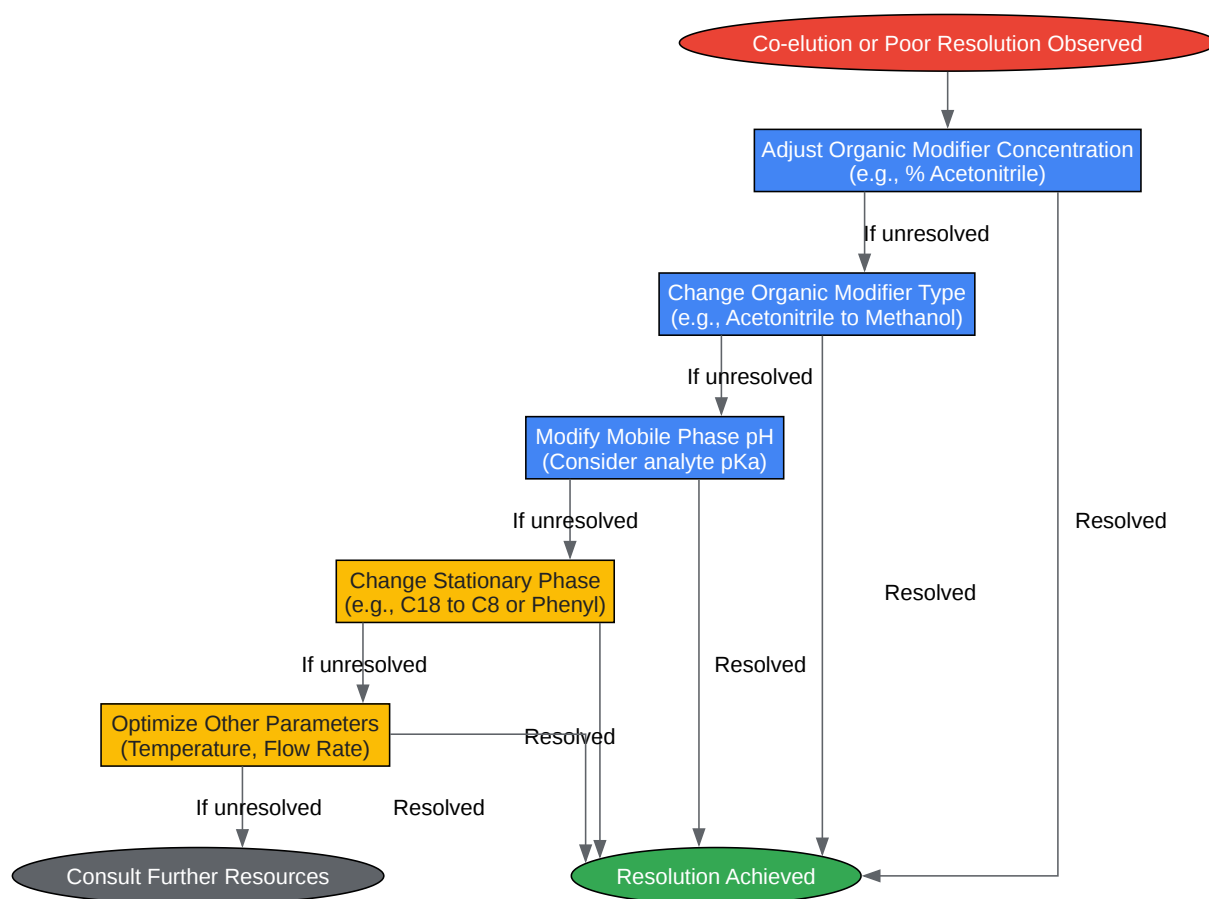 Co-elution or Poor Resolution Observed
Adjust Organic Modifier Concentration
(e.g., % Acetonitrile)
If unresolved
Change Organic Modifier Type
(e.g., Acetonitrile to Methanol)
If unresolved
Modify Mobile Phase pH
(Consider analyte pKa)
If unresolved
Resolved
Change Stationary Phase
(e.g., C18 to C8 or Phenyl)
Resolved
If unresolved
Resolved
Optimize Other Parameters
(Temperature, Flow Rate)
Resolved
If unresolved
Resolved
Consult Further Resources
Resolution Achieved